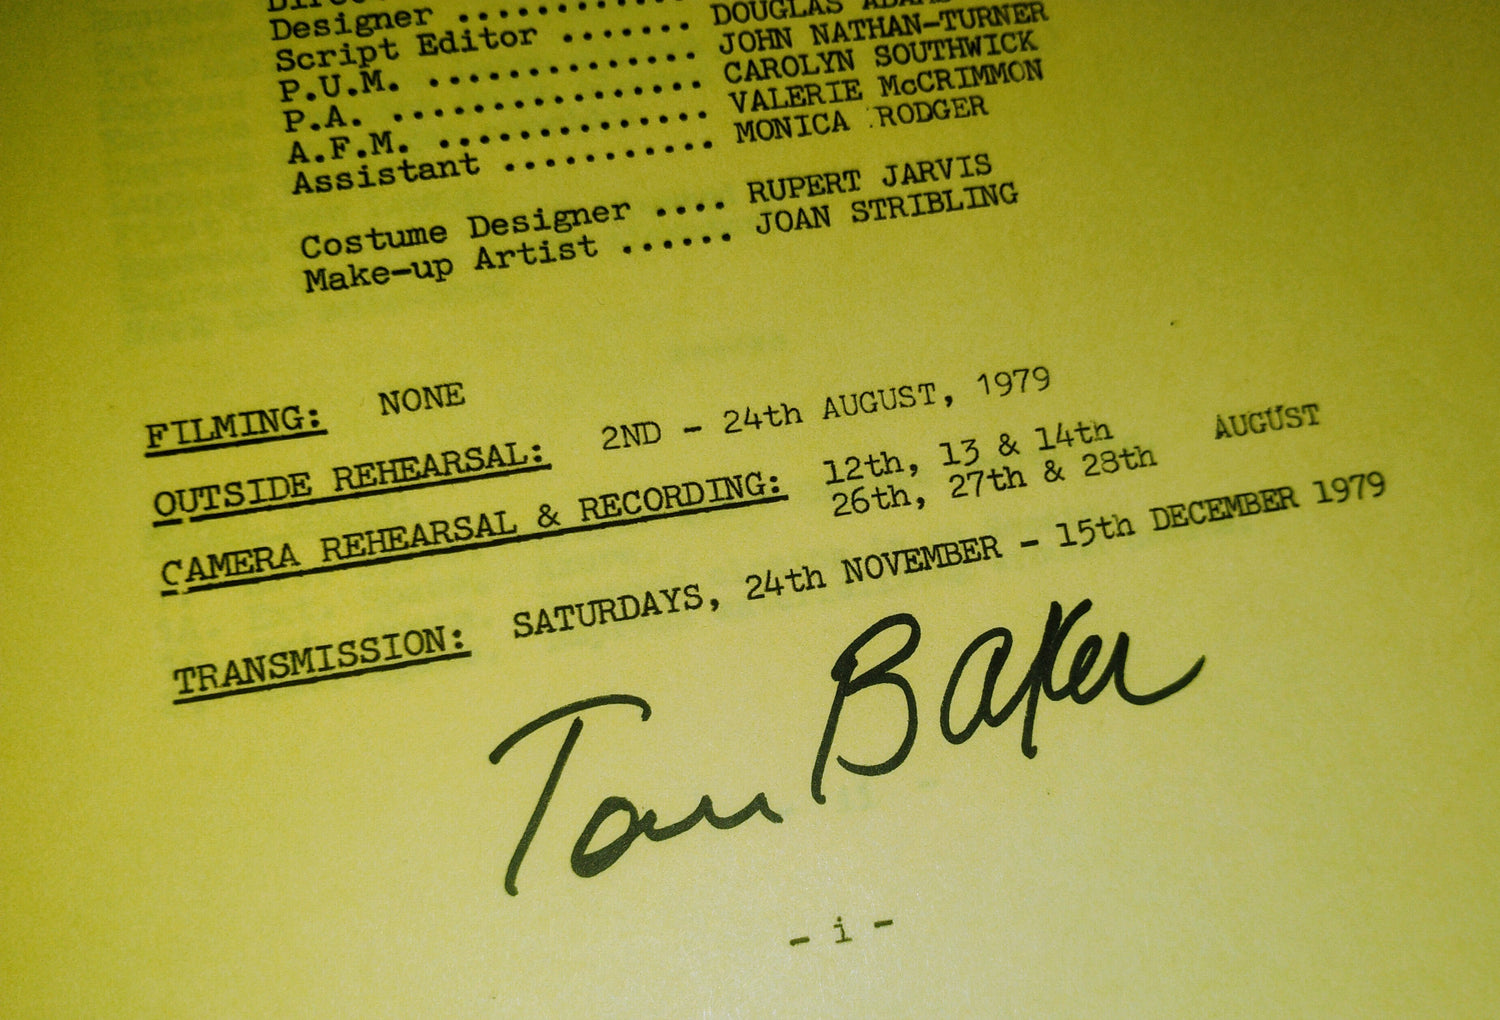 Designer ............
Script Editor ....... DOUGLAS ADAMS
P.U.M. .............. JOHN NATHAN-TURNER
P.A. ................ CAROLYN SOUTHWICK
A.F.M. .............. VALERIE McCRIMMON
Assistant ........... MONICA RODGER
Costume Designer .... RUPERT JARVIS
Make-up Artist ...... JOAN STRIBLING
FILMING: NONE
OUTSIDE REHEARSAL: 2ND - 24th AUGUST, 1979
CAMERA REHEARSAL & RECORDING: 12th, 13 & 14th AUGUST
26th, 27th & 28th
TRANSMISSION: SATURDAYS, 24th NOVEMBER - 15th DECEMBER 1979
Tom Baker
- i -